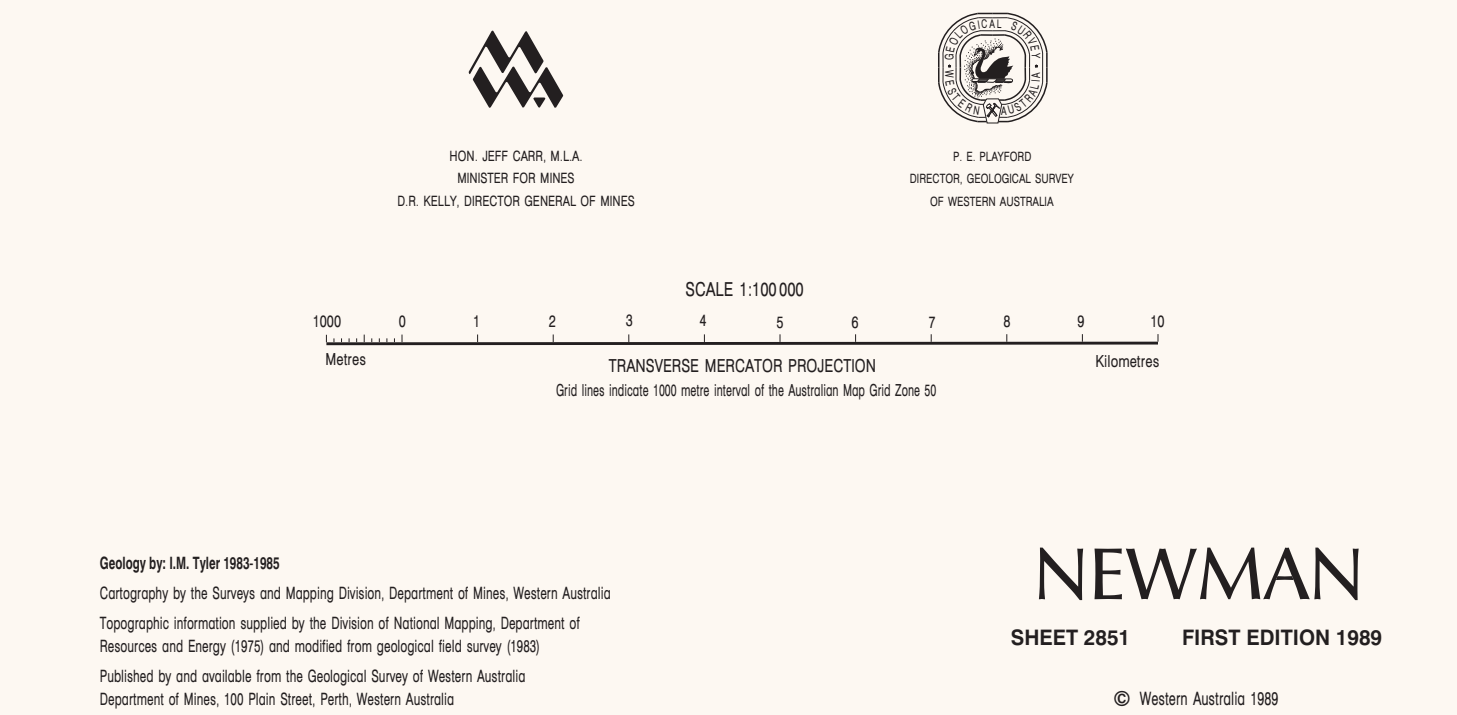 GEOLOGICAL SURVEY
WESTERN AUSTRALIA
HON. JEFF CARR, M.L.A.
MINISTER FOR MINES
D.R. KELLY, DIRECTOR GENERAL OF MINES
P. E. PLAYFORD
DIRECTOR, GEOLOGICAL SURVEY
OF WESTERN AUSTRALIA
SCALE 1:100 000
1000 0 1 2 3 4 5 6 7 8 9 10
Metres
Kilometres
TRANSVERSE MERCATOR PROJECTION
Grid lines indicate 1000 metre interval of the Australian Map Grid Zone 50
Geology by: I.M. Tyler 1983-1985
Cartography by the Surveys and Mapping Division, Department of Mines, Western Australia
Topographic information supplied by the Division of National Mapping, Department of
Resources and Energy (1975) and modified from geological field survey (1983)
Published by and available from the Geological Survey of Western Australia
Department of Mines, 100 Plain Street, Perth, Western Australia
NEWMAN
SHEET 2851 FIRST EDITION 1989
© Western Australia 1989